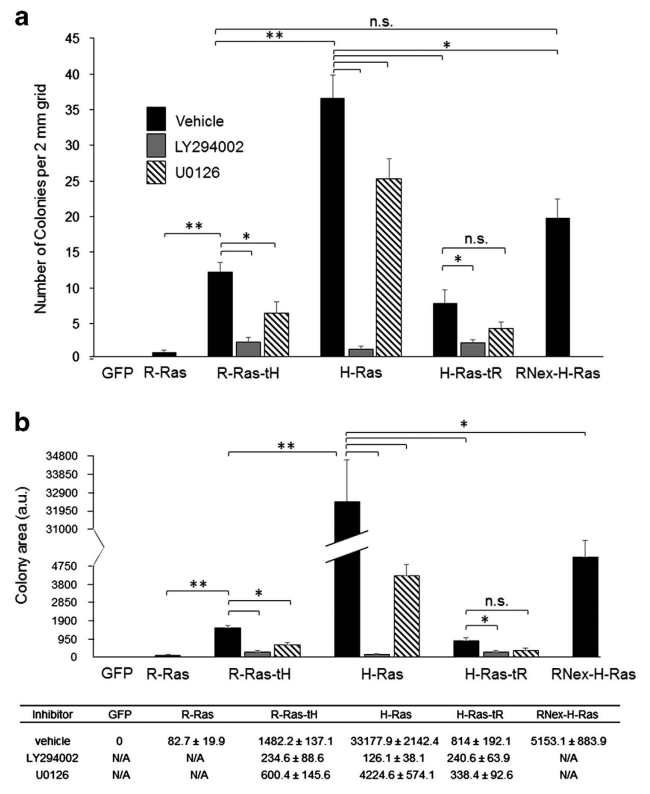 a
n.s.
**
*
45
40
35
30
25
20
15
10
5
0
Number of Colonies per 2 mm grid
Vehicle
LY294002
U0126
**
*
n.s.
*
GFP R-Ras R-Ras-tH H-Ras H-Ras-tR RNex-H-Ras
b
*
**
34800
33850
32900
31950
31000
4750
3800
2850
1900
950
0
Colony area (a.u.)
**
*
n.s.
*
GFP R-Ras R-Ras-tH H-Ras H-Ras-tR RNex-H-Ras
Inhibitor GFP R-Ras R-Ras-tH H-Ras H-Ras-tR RNex-H-Ras
vehicle 0 82.7 ± 19.9 1482.2 ± 137.1 33177.9 ± 2142.4 814 ± 192.1 5153.1 ± 883.9
LY294002 N/A N/A 234.6 ± 88.6 126.1 ± 38.1 240.6 ± 63.9 N/A
U0126 N/A N/A 600.4 ± 145.6 4224.6 ± 574.1 338.4 ± 92.6 N/A